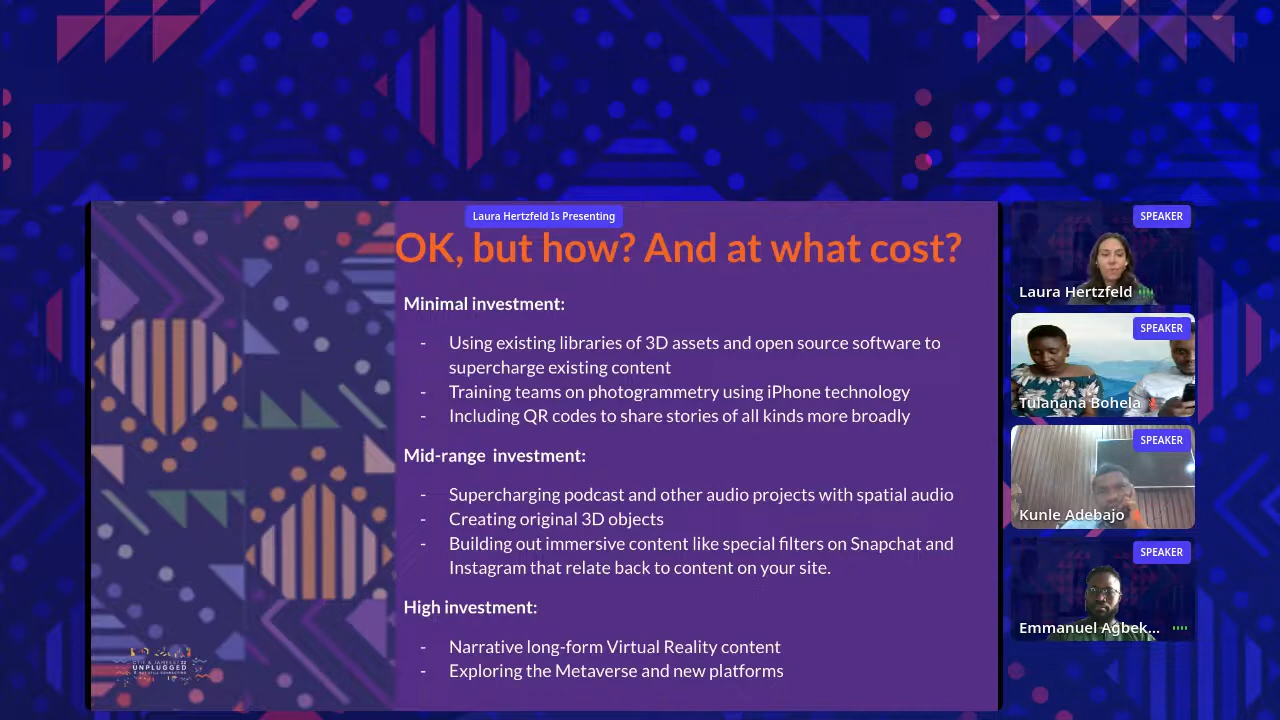 Laura Hertzfeld Is Presenting
OK, but how? And at what cost?
Minimal investment:
- Using existing libraries of 3D assets and open source software to
supercharge existing content
- Training teams on photogrammetry using iPhone technology
- Including QR codes to share stories of all kinds more broadly
Mid-range investment:
- Supercharging podcast and other audio projects with spatial audio
- Creating original 3D objects
- Building out immersive content like special filters on Snapchat and
Instagram that relate back to content on your site.
High investment:
- Narrative long-form Virtual Reality content
- Exploring the Metaverse and new platforms
UNPLUGGED
SPEAKER
Laura Hertzfeld
SPEAKER
Tulanana Bohela
SPEAKER
Kunle Adebajo
SPEAKER
Emmanuel Agbek...